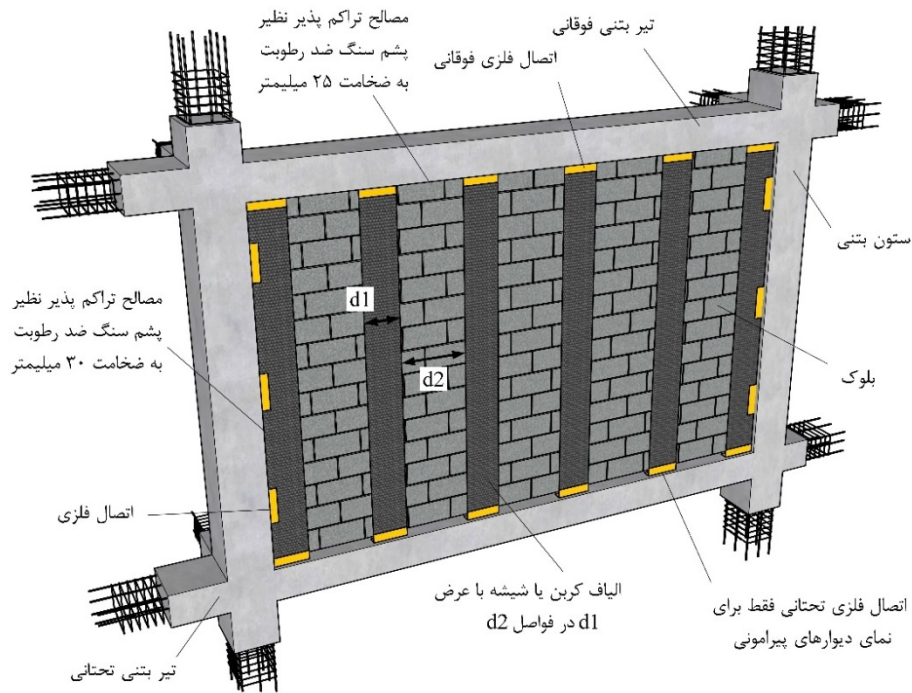 مصالح تراکم پذیر نظیر
پشم سنگ ضد رطوبت
به ضخامت ۲۵ میلیمتر
اتصال فلزی فوقانی
تیر بتنی فوقانی
ستون بتنی
مصالح تراکم پذیر نظیر
پشم سنگ ضد رطوبت
به ضخامت ۳۰ میلیمتر
d1
d2
بلوک
اتصال فلزی
تیر بتنی تحتانی
الیاف کربن یا شیشه با عرض
d1 در فواصل d2
اتصال فلزی تحتانی فقط برای
نمای دیوارهای پیرامونی